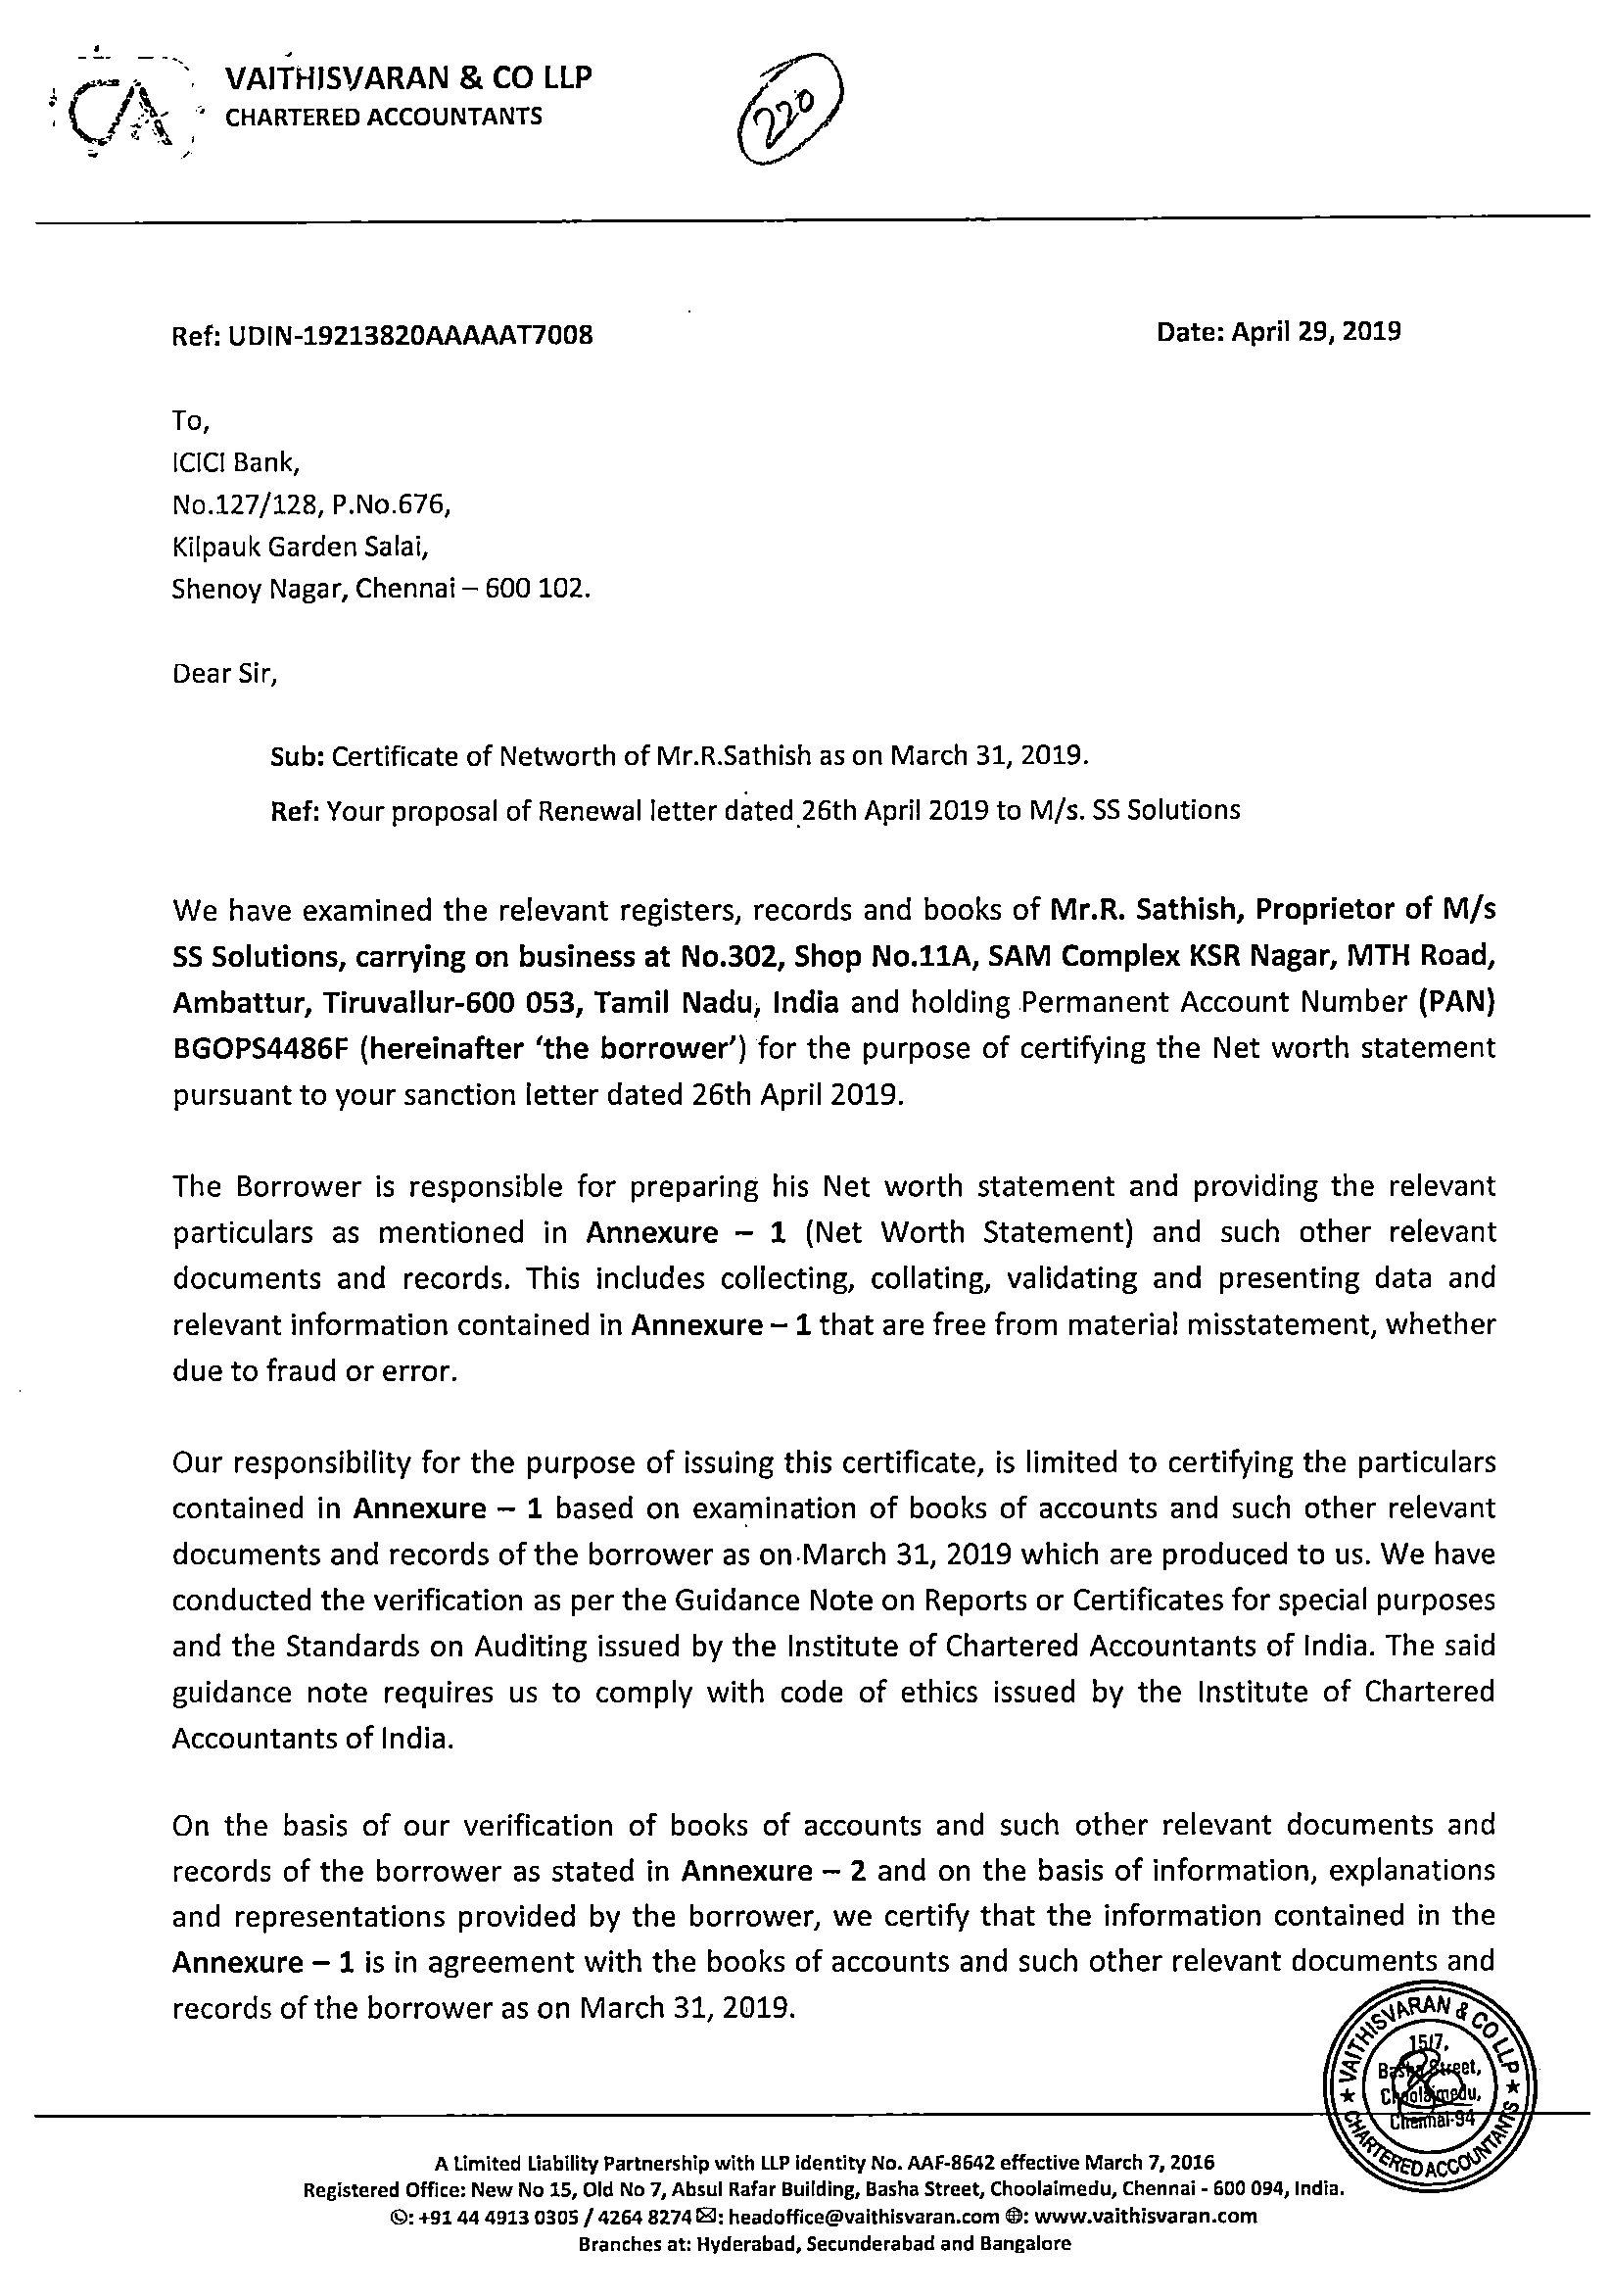 CA
VAITHISVARAN & CO LLP
CHARTERED ACCOUNTANTS
220
Ref: UDIN-19213820AAAAAT7008
Date: April 29, 2019
To,
ICICI Bank,
No.127/128, P.No.676,
Kilpauk Garden Salai,
Shenoy Nagar, Chennai – 600 102.
Dear Sir,
Sub: Certificate of Networth of Mr.R.Sathish as on March 31, 2019.
Ref: Your proposal of Renewal letter dated 26th April 2019 to M/s. SS Solutions
We have examined the relevant registers, records and books of Mr.R. Sathish, Proprietor of M/s
SS Solutions, carrying on business at No.302, Shop No.11A, SAM Complex KSR Nagar, MTH Road,
Ambattur, Tiruvallur-600 053, Tamil Nadu, India and holding Permanent Account Number (PAN)
BGOPS4486F (hereinafter 'the borrower') for the purpose of certifying the Net worth statement
pursuant to your sanction letter dated 26th April 2019.
The Borrower is responsible for preparing his Net worth statement and providing the relevant
particulars as mentioned in Annexure – 1 (Net Worth Statement) and such other relevant
documents and records. This includes collecting, collating, validating and presenting data and
relevant information contained in Annexure – 1 that are free from material misstatement, whether
due to fraud or error.
Our responsibility for the purpose of issuing this certificate, is limited to certifying the particulars
contained in Annexure – 1 based on examination of books of accounts and such other relevant
documents and records of the borrower as on March 31, 2019 which are produced to us. We have
conducted the verification as per the Guidance Note on Reports or Certificates for special purposes
and the Standards on Auditing issued by the Institute of Chartered Accountants of India. The said
guidance note requires us to comply with code of ethics issued by the Institute of Chartered
Accountants of India.
On the basis of our verification of books of accounts and such other relevant documents and
records of the borrower as stated in Annexure – 2 and on the basis of information, explanations
and representations provided by the borrower, we certify that the information contained in the
Annexure – 1 is in agreement with the books of accounts and such other relevant documents and
records of the borrower as on March 31, 2019.
VAITHISVARAN & CO LLP
15/7,
Basha Street,
Choolaimedu,
Chennai-94
CHARTERED ACCOUNTANTS
A Limited Liability Partnership with LLP identity No. AAF-8642 effective March 7, 2016
Registered Office: New No 15, Old No 7, Absul Rafar Building, Basha Street, Choolaimedu, Chennai - 600 094, India.
: +91 44 4913 0305 / 4264 8274 : headoffice@vaithisvaran.com : www.vaithisvaran.com
Branches at: Hyderabad, Secunderabad and Bangalore